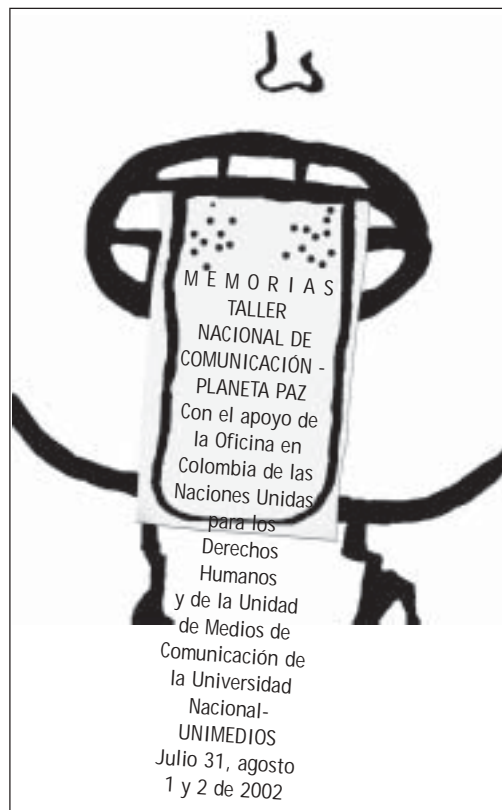 MEMORIAS
TALLER
NACIONAL DE
COMUNICACIÓN -
PLANETA PAZ
Con el apoyo de
la Oficina en
Colombia de las
Naciones Unidas
para los
Derechos
Humanos
y de la Unidad
de Medios de
Comunicación de
la Universidad
Nacional-
UNIMEDIOS
Julio 31, agosto
1 y 2 de 2002